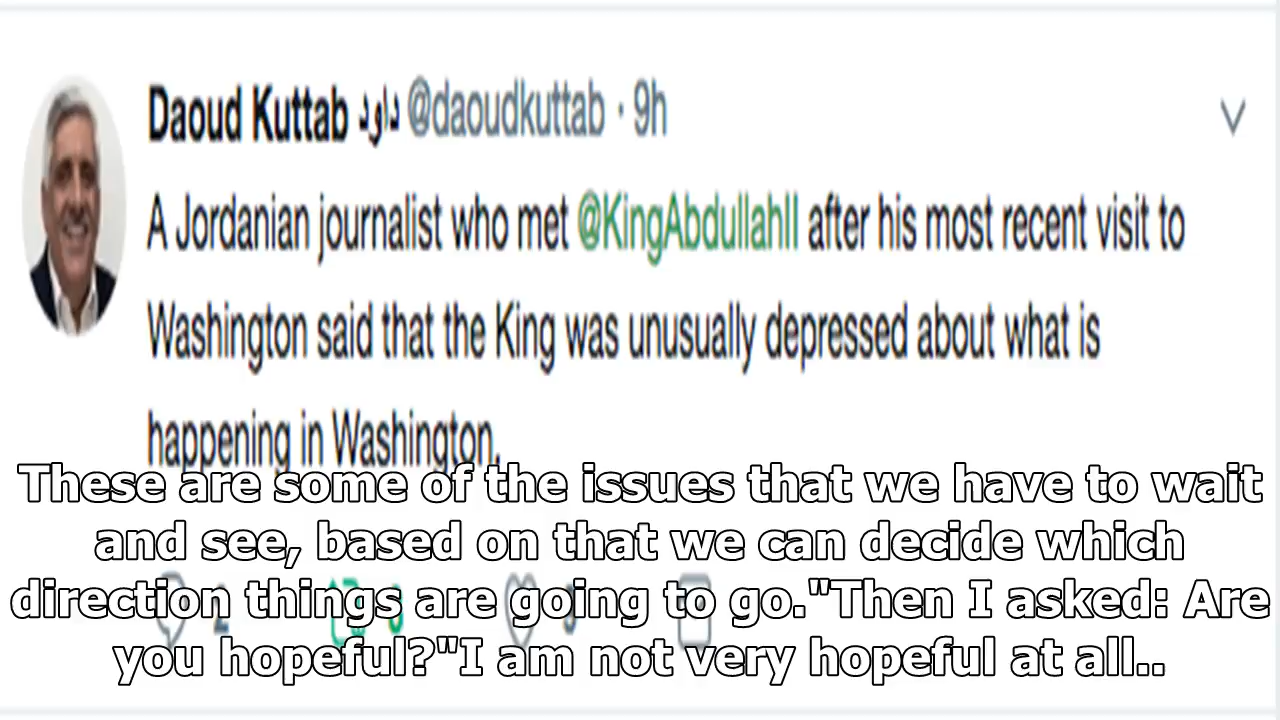 Daoud Kuttab داود @daoudkuttab · 9h
A Jordanian journalist who met @KingAbdullahII after his most recent visit to
Washington said that the King was unusually depressed about what is
happening in Washington.
These are some of the issues that we have to wait
and see, based on that we can decide which
direction things are going to go."Then I asked: Are
you hopeful?"I am not very hopeful at all..